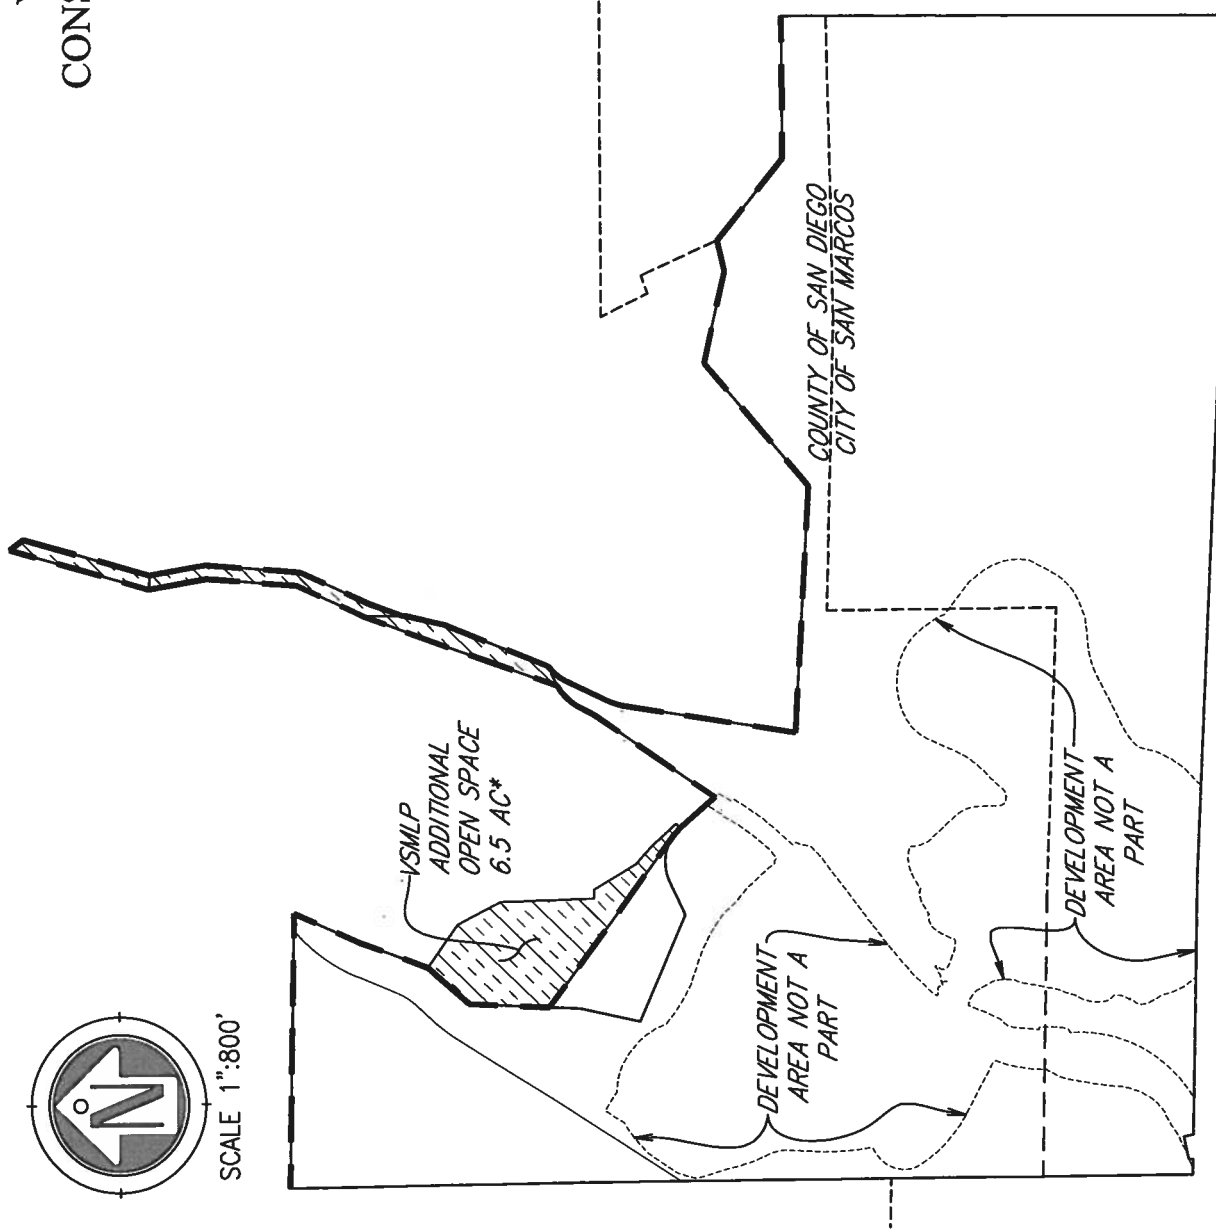 CONS
N
SCALE 1":800'
VSMLP
ADDITIONAL
OPEN SPACE
6.5 AC*
COUNTY OF SAN DIEGO
CITY OF SAN MARCOS
DEVELOPMENT
AREA NOT A
PART
DEVELOPMENT
AREA NOT A
PART